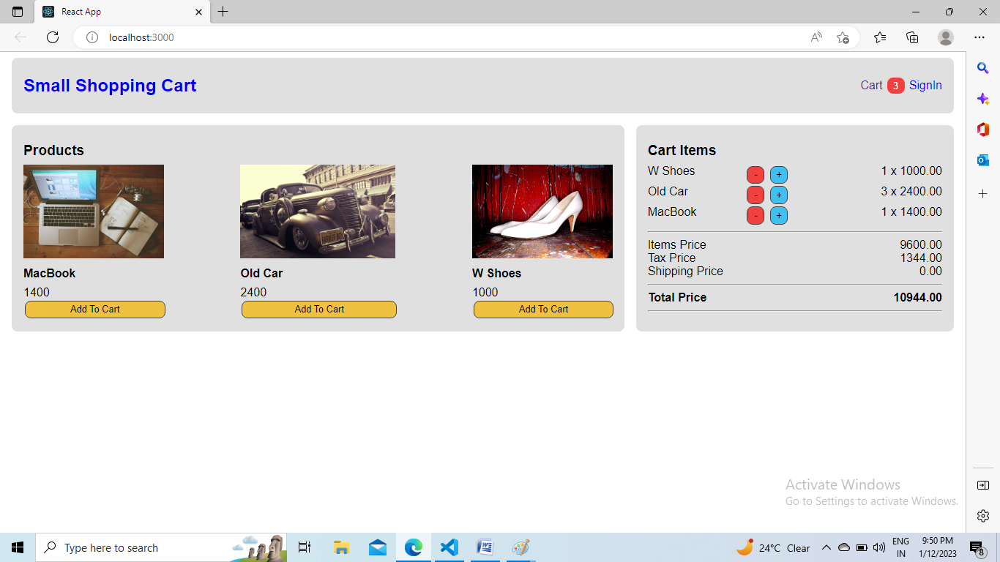 React App
localhost:3000
Small Shopping Cart
Cart 3 SignIn
Products
MacBook
1400
Add To Cart
Old Car
2400
Add To Cart
W Shoes
1000
Add To Cart
Cart Items
W Shoes - + 1 x 1000.00
Old Car - + 3 x 2400.00
MacBook - + 1 x 1400.00
Items Price 9600.00
Tax Price 1344.00
Shipping Price 0.00
Total Price 10944.00
Activate Windows
Go to Settings to activate Windows.
Type here to search
24°C Clear
ENG
IN
9:50 PM
1/12/2023
8